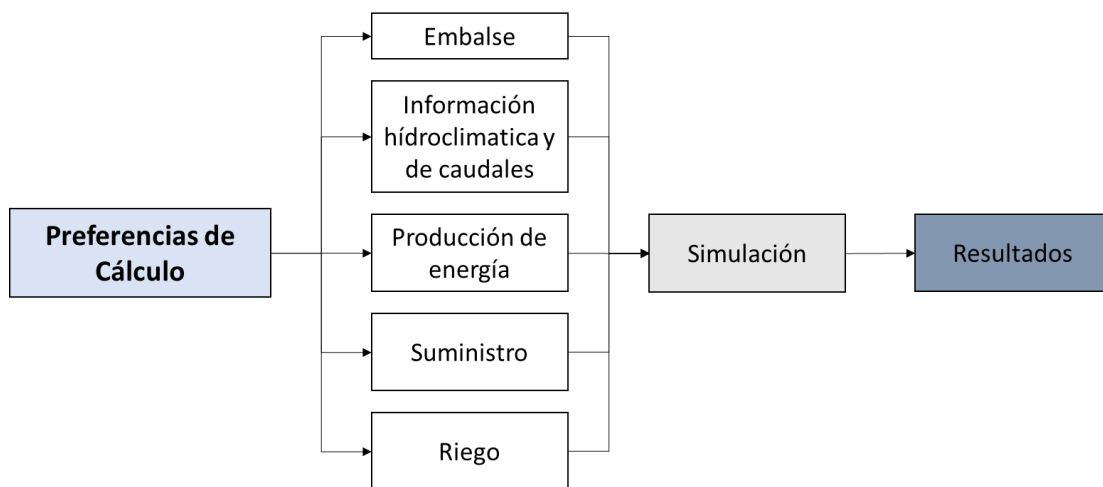 Embalse
Información
hídroclimatica y
de caudales
Preferencias de
Cálculo
Producción de
energía
Simulación
Resultados
Suministro
Riego